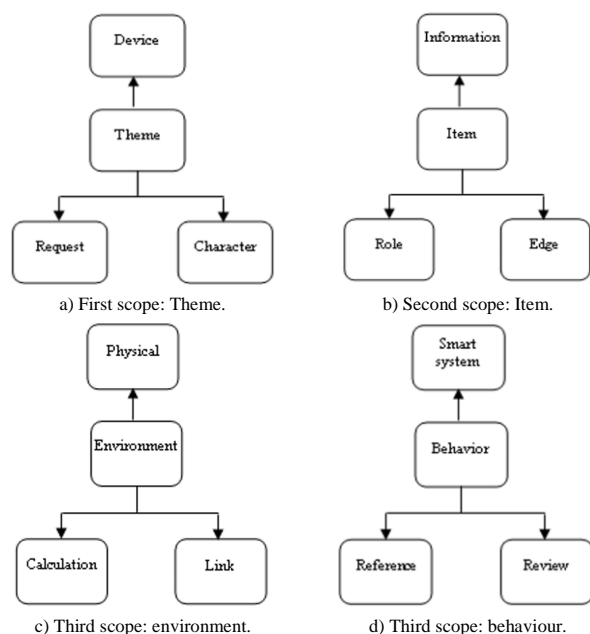 Device
Theme
Request
Character
a) First scope: Theme.
Information
Item
Role
Edge
b) Second scope: Item.
Physical
Environment
Calculation
Link
c) Third scope: environment.
Smart
system
Behavior
Reference
Review
d) Third scope: behaviour.